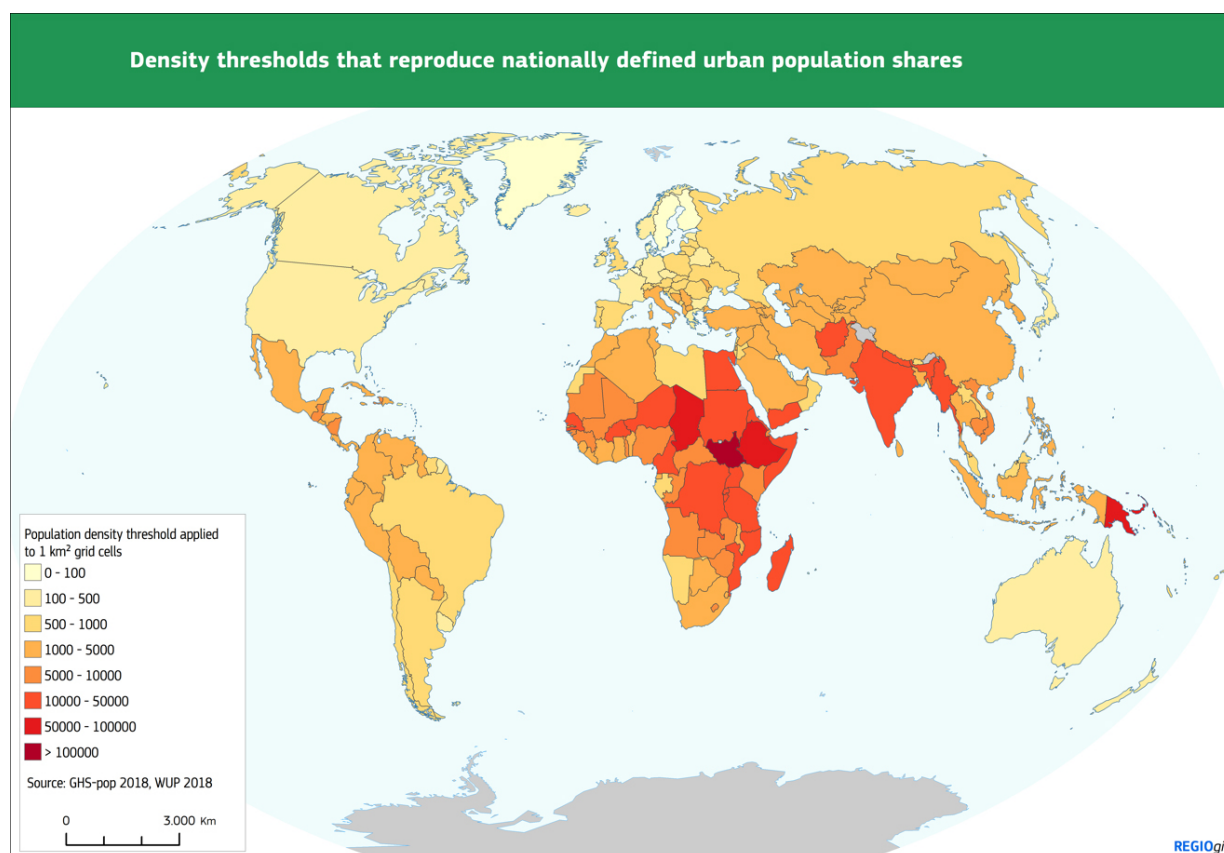 Density thresholds that reproduce nationally defined urban population shares
Population density threshold applied
to 1 km² grid cells
0 - 100
100 - 500
500 - 1000
1000 - 5000
5000 - 10000
10000 - 50000
50000 - 100000
> 100000
Source: GHS-pop 2018, WUP 2018
0 3.000 Km
REGIOgi